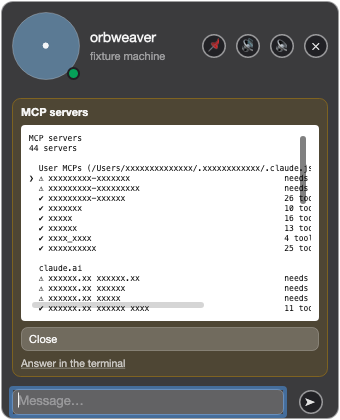 orbweaver
fixture machine
MCP servers
MCP servers
44 servers
User MCPs (/Users/xxxxxxxxxxxxxx/.xxxxxxxxxxxx/.claude.js
❯ ⚠ xxxxxxxxx-xxxxxxx needs
⚠ xxxxxxxxx-xxxxxxxxx needs
✔ xxxxxxxxx-xxxxxx 26 too
✔ xxxxxxx 10 too
✔ xxxxx 16 too
✔ xxxxxx 13 too
✔ xxxx_xxxx 4 tool
✔ xxxxxxxxxx 25 too
claude.ai
⚠ xxxxxx.xx xxxxxx.xx needs
⚠ xxxxxx.xx xxxxxx needs
⚠ xxxxxx.xx xxxxx needs
✔ xxxxxx.xx xxxxxx xxxx 11 too
Close
Answer in the terminal
Message…